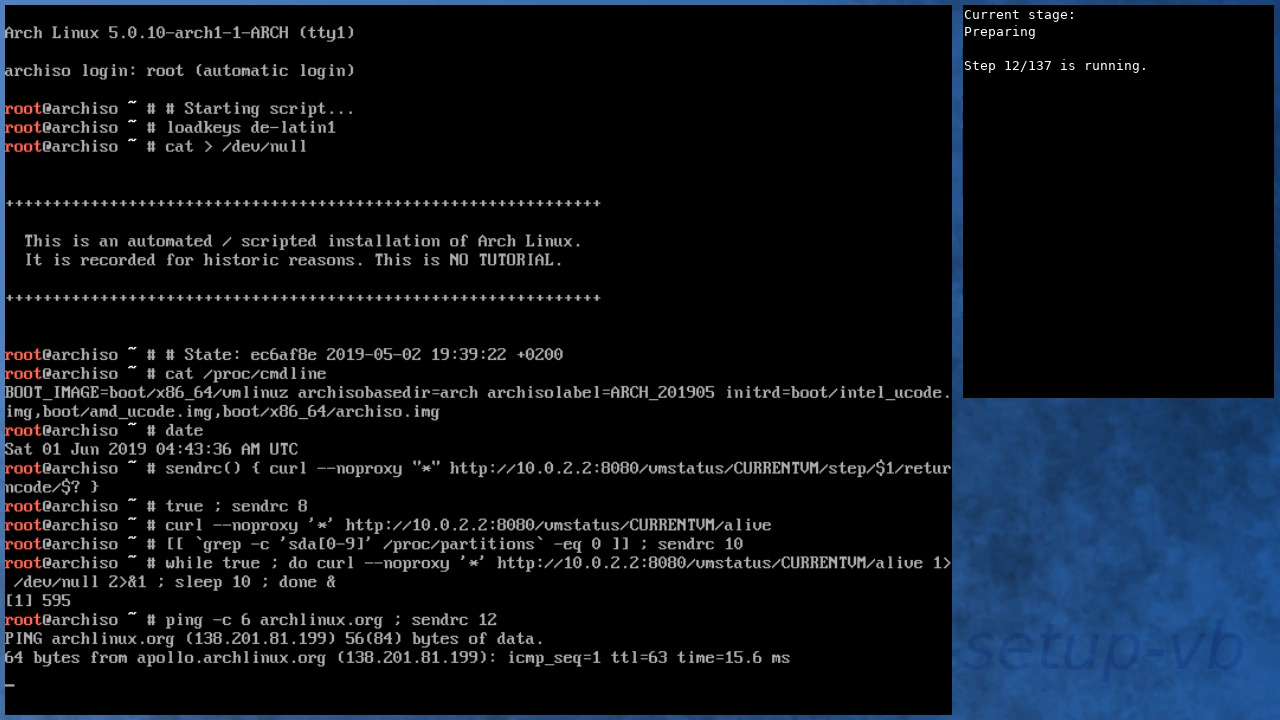 Arch Linux 5.0.10-arch1-1-ARCH (tty1)
archiso login: root (automatic login)
root@archiso ~ # # Starting script...
root@archiso ~ # loadkeys de-latin1
root@archiso ~ # cat > /dev/null
+++++++++++++++++++++++++++++++++++++++++++++++++++++++++++++++
This is an automated / scripted installation of Arch Linux.
It is recorded for historic reasons. This is NO TUTORIAL.
+++++++++++++++++++++++++++++++++++++++++++++++++++++++++++++++
root@archiso ~ # # State: ec6af8e 2019-05-02 19:39:22 +0200
root@archiso ~ # cat /proc/cmdline
BOOT_IMAGE=boot/x86_64/vmlinuz archisobasedir=arch archisolabel=ARCH_201905 initrd=boot/intel_ucode.
img,boot/amd_ucode.img,boot/x86_64/archiso.img
root@archiso ~ # date
Sat 01 Jun 2019 04:43:36 AM UTC
root@archiso ~ # sendrc() { curl --noproxy "*" http://10.0.2.2:8080/vmstatus/CURRENTVM/step/$1/retur
ncode/$? }
root@archiso ~ # true ; sendrc 8
root@archiso ~ # curl --noproxy '*' http://10.0.2.2:8080/vmstatus/CURRENTVM/alive
root@archiso ~ # [[ `grep -c 'sda[0-9]' /proc/partitions` -eq 0 ]] ; sendrc 10
root@archiso ~ # while true ; do curl --noproxy '*' http://10.0.2.2:8080/vmstatus/CURRENTVM/alive 1>
/dev/null 2>&1 ; sleep 10 ; done &
[1] 595
root@archiso ~ # ping -c 6 archlinux.org ; sendrc 12
PING archlinux.org (138.201.81.199) 56(84) bytes of data.
64 bytes from apollo.archlinux.org (138.201.81.199): icmp_seq=1 ttl=63 time=15.6 ms
_
Current stage:
Preparing
Step 12/137 is running.
-setup-vb